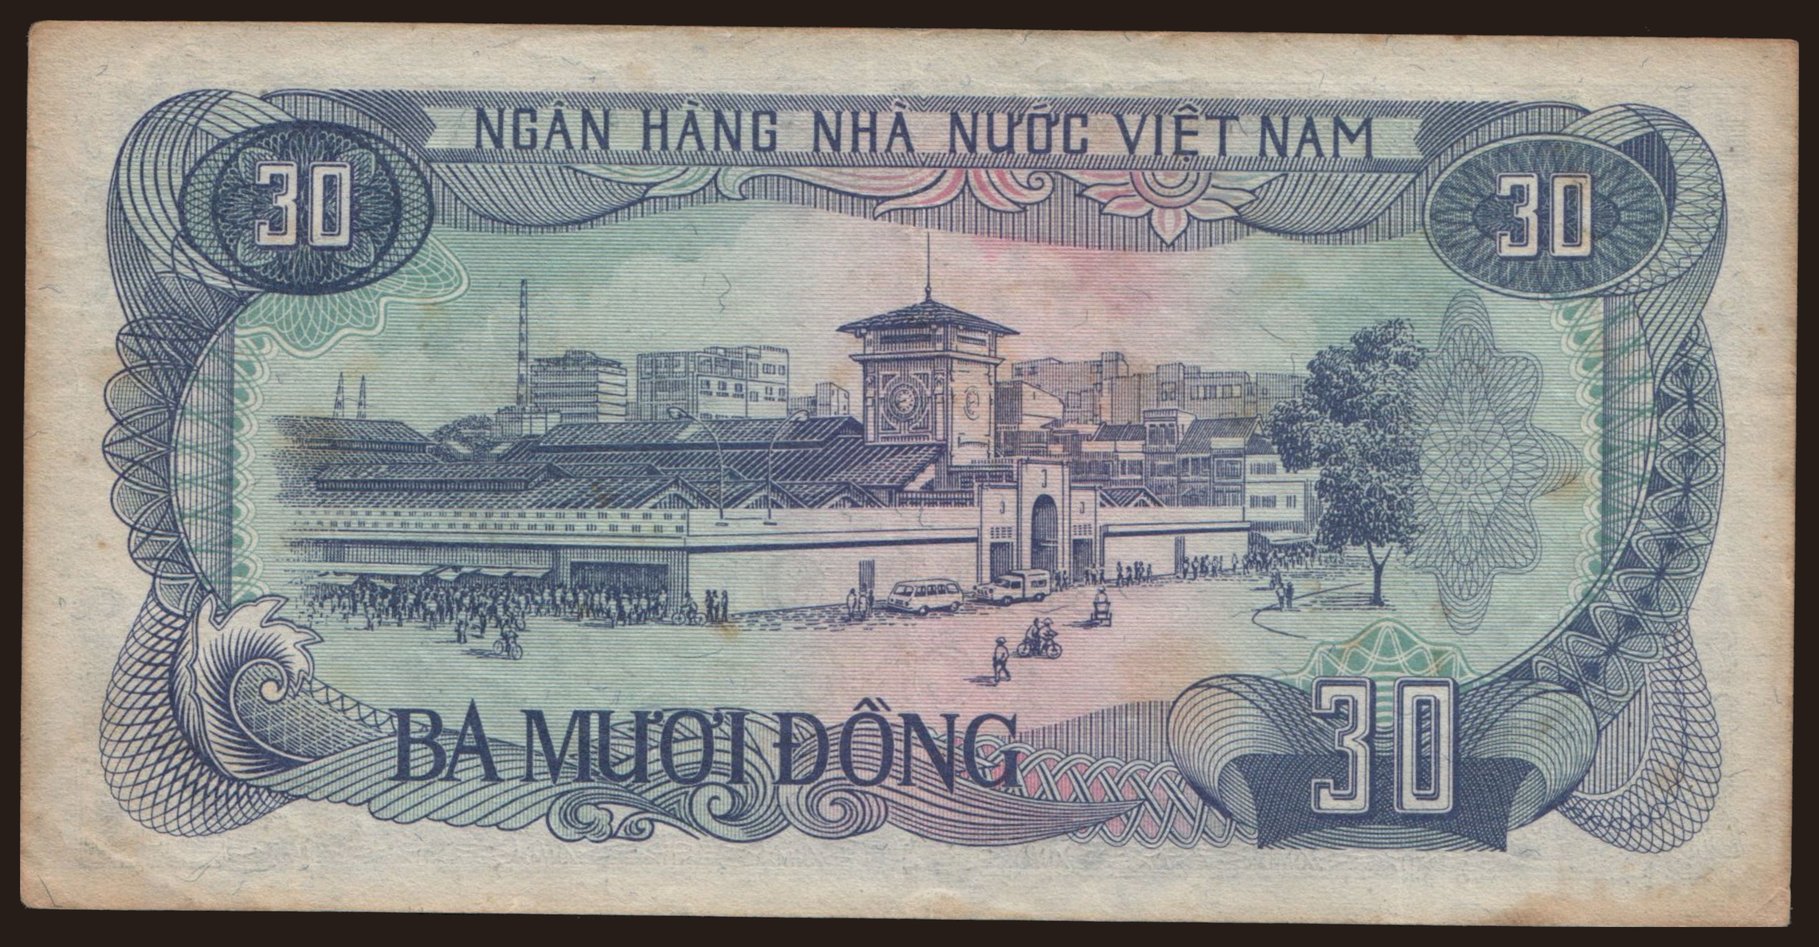 NGÂN HÀNG NHÀ NƯỚC VIỆT NAM
30
30
BA MƯƠI ĐỒNG
30